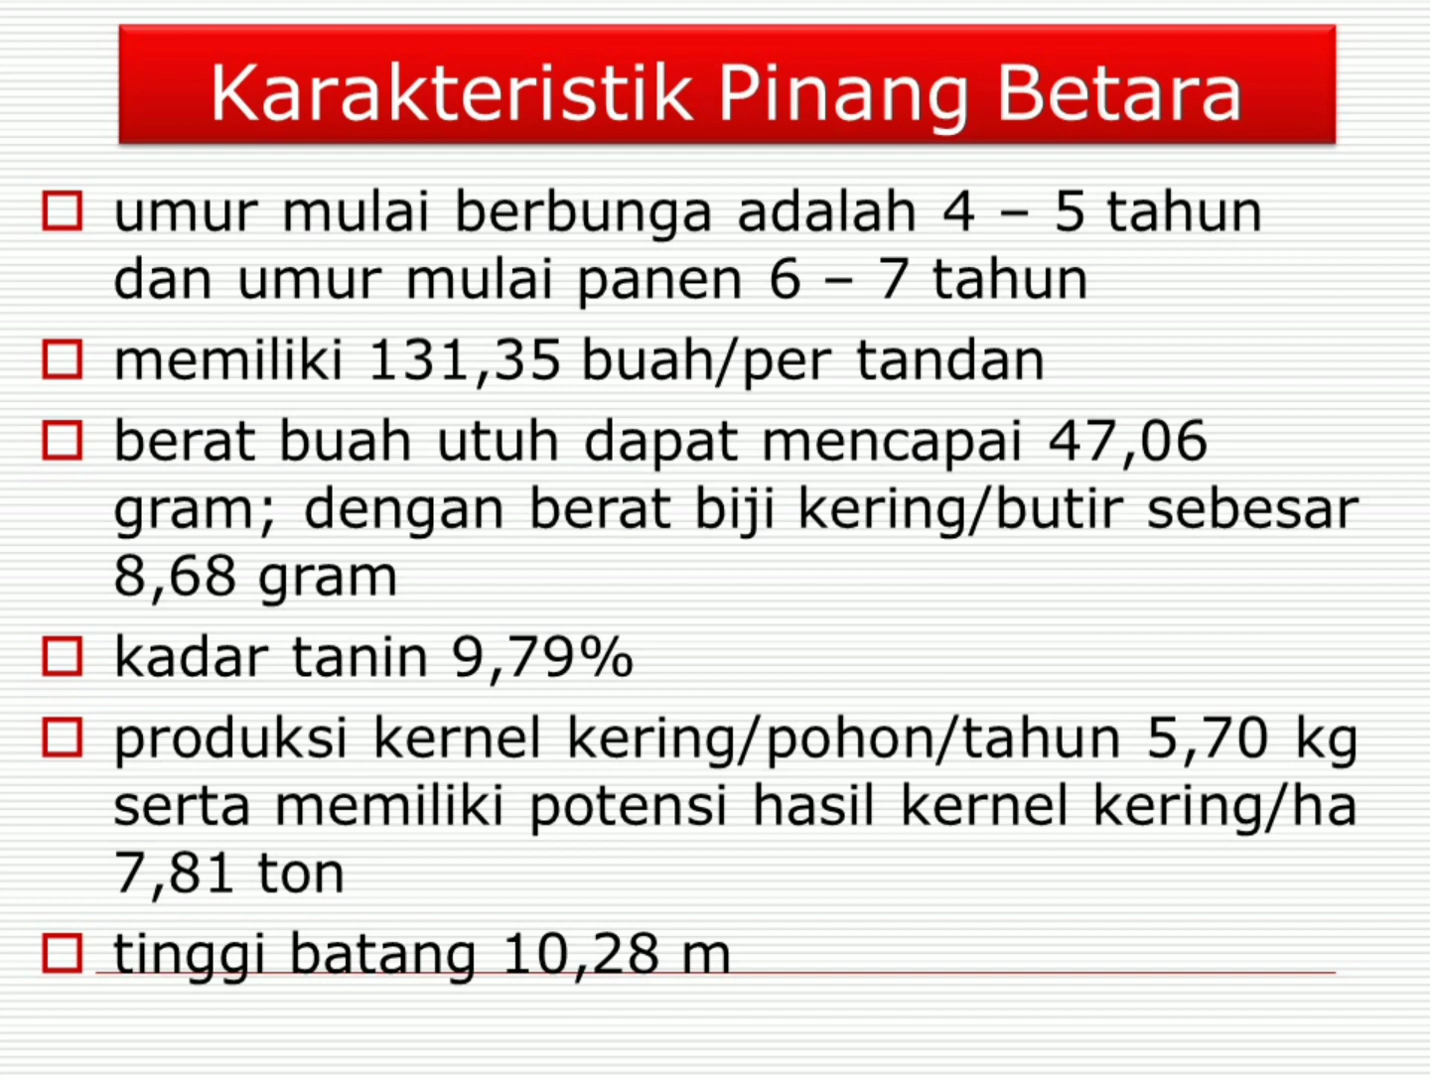 Karakteristik Pinang Betara
umur mulai berbunga adalah 4 – 5 tahun
dan umur mulai panen 6 – 7 tahun
memiliki 131,35 buah/per tandan
berat buah utuh dapat mencapai 47,06
gram; dengan berat biji kering/butir sebesar
8,68 gram
kadar tanin 9,79%
produksi kernel kering/pohon/tahun 5,70 kg
serta memiliki potensi hasil kernel kering/ha
7,81 ton
tinggi batang 10,28 m